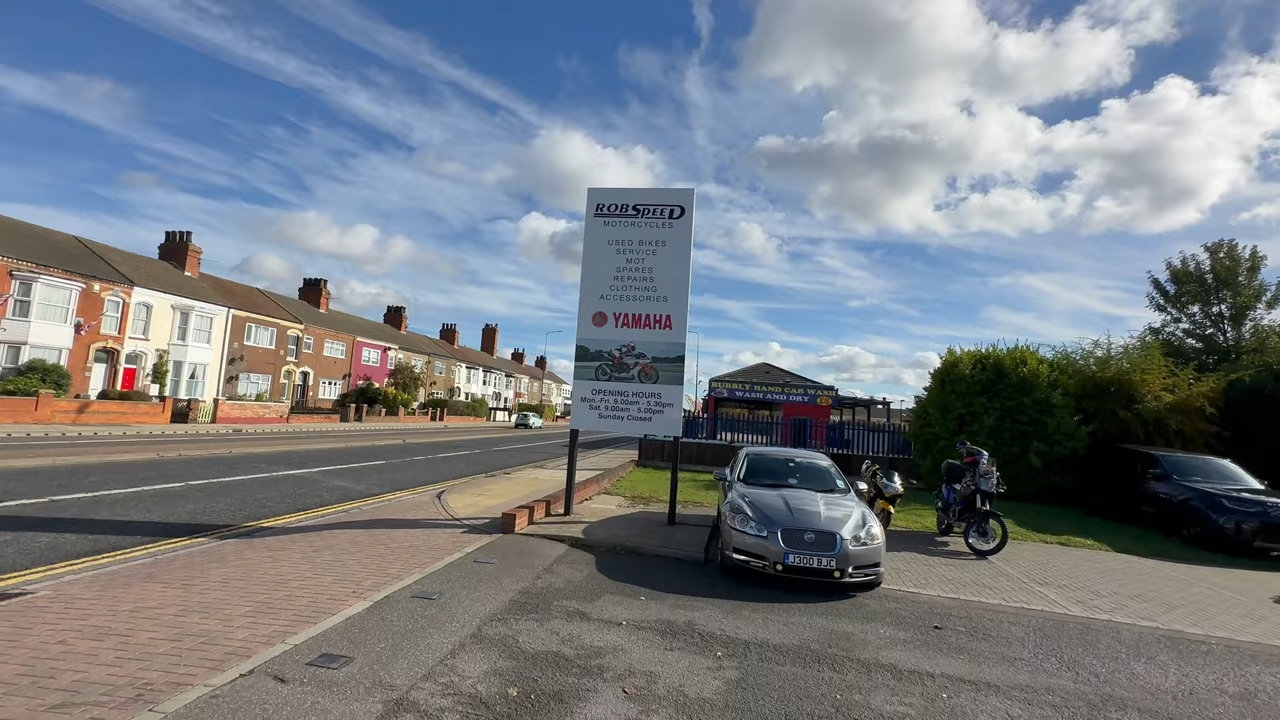 ROBSPEED
MOTORCYCLES
USED BIKES
SERVICE
MOT
SPARES
REPAIRS
CLOTHING
ACCESSORIES
YAMAHA
OPENING HOURS
Mon.-Fri. 9.00am - 5.30pm
Sat. 9.00am - 5.00pm
Sunday Closed
BUBBLY HAND CAR WASH
WASH AND DRY
J300 BJC